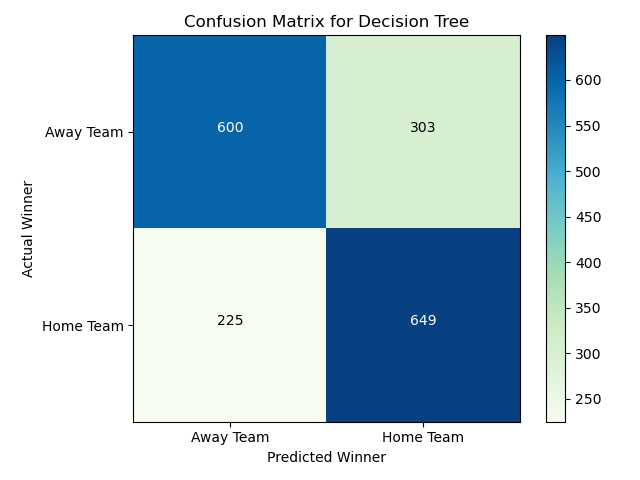 Confusion Matrix for Decision Tree
Actual Winner
Away Team
Home Team
600
303
225
649
Away Team
Home Team
Predicted Winner
600
550
500
450
400
350
300
250